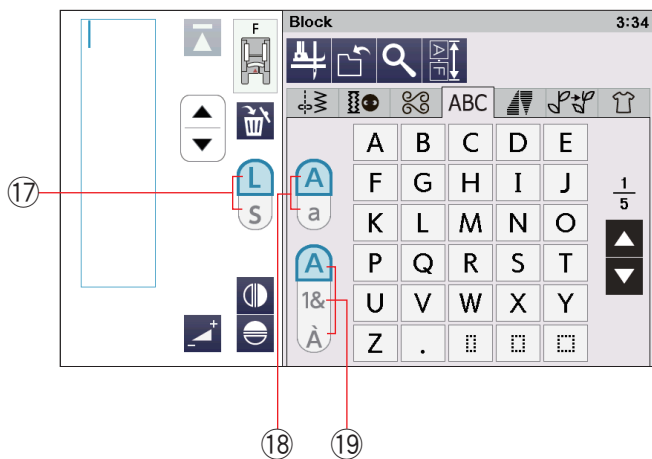 F
Block 3:34
ABC
L
S
A
a
A
1&
À
A B C D E
F G H I J
K L M N O
P Q R S T
U V W X Y
Z .
1
5
A F
⑰
⑱
⑲